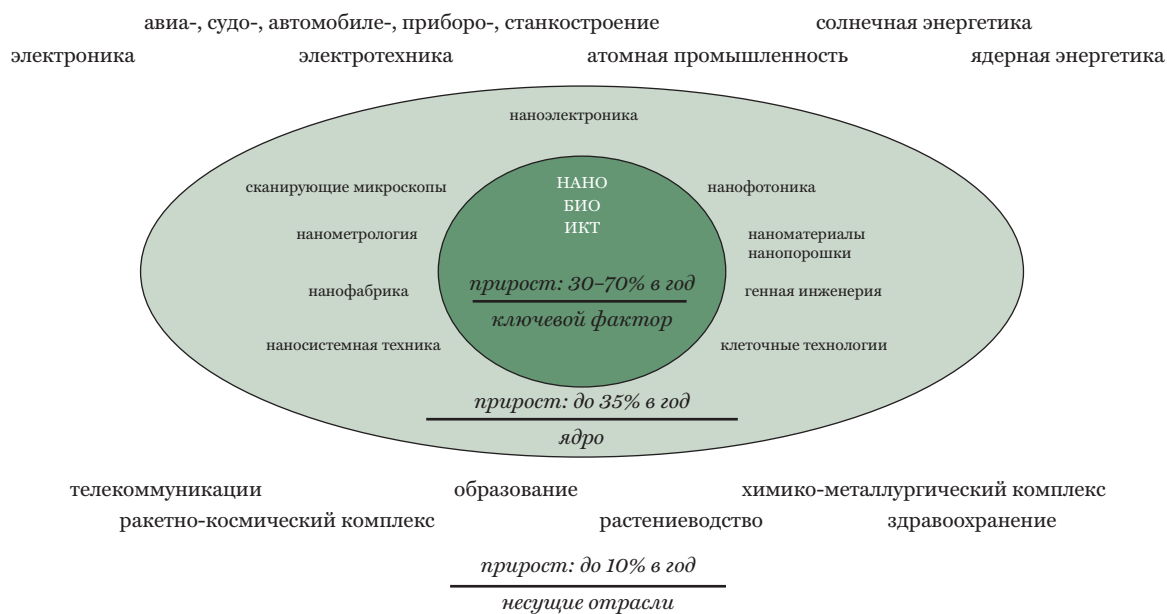 авиа-, судо-, автомобиле-, приборо-, станкостроение солнечная энергетика
электроника электротехника атомная промышленность ядерная энергетика
наноэлектроника
сканирующие микроскопы НАНО нанофотоника
БИО
нанометрология ИКТ наноматериалы
нанопорошки
прирост: 30–70% в год
нанофабрика генная инженерия
ключевой фактор
наносистемная техника клеточные технологии
прирост: до 35% в год
ядро
телекоммуникации образование химико-металлургический комплекс
ракетно-космический комплекс растениеводство здравоохранение
прирост: до 10% в год
несущие отрасли